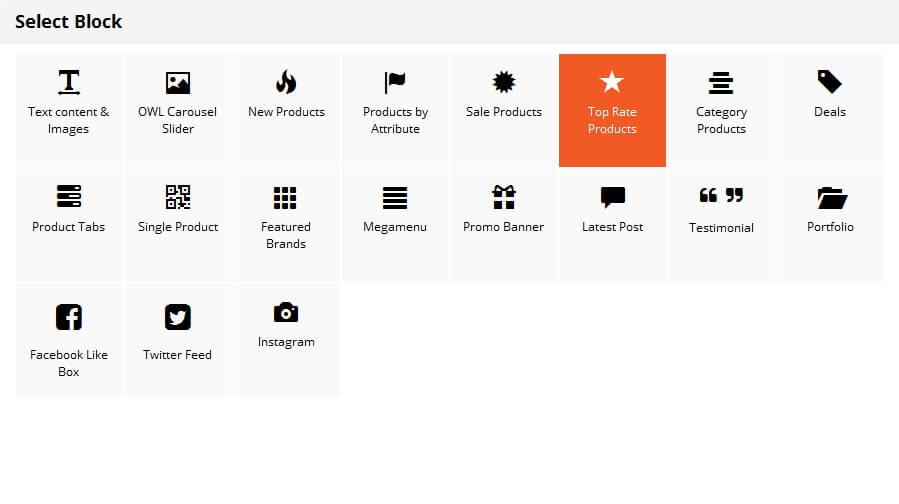 Select Block
Text content &
Images
OWL Carousel
Slider
New Products
Products by
Attribute
Sale Products
Top Rate
Products
Category
Products
Deals
Product Tabs
Single Product
Featured
Brands
Megamenu
Promo Banner
Latest Post
Testimonial
Portfolio
Facebook Like
Box
Twitter Feed
Instagram